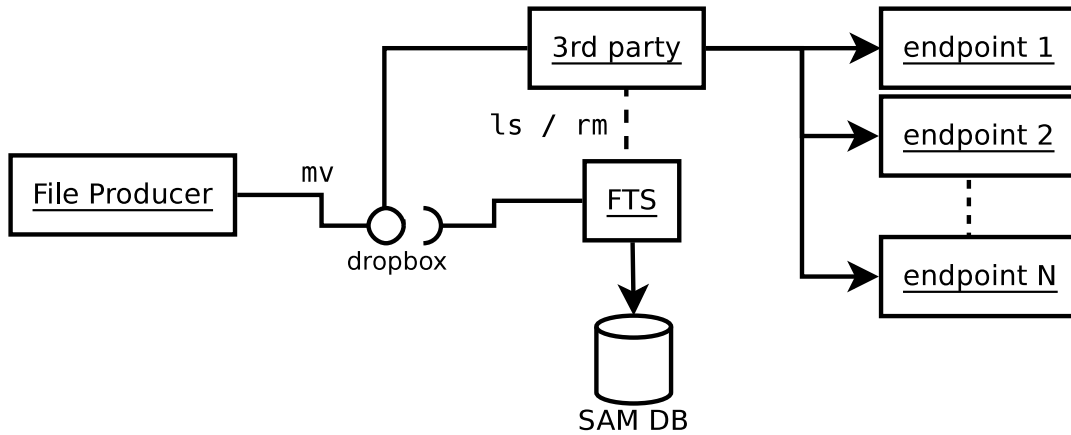 3rd party
endpoint 1
ls / rm
endpoint 2
mv
File Producer
FTS
dropbox
endpoint N
SAM DB